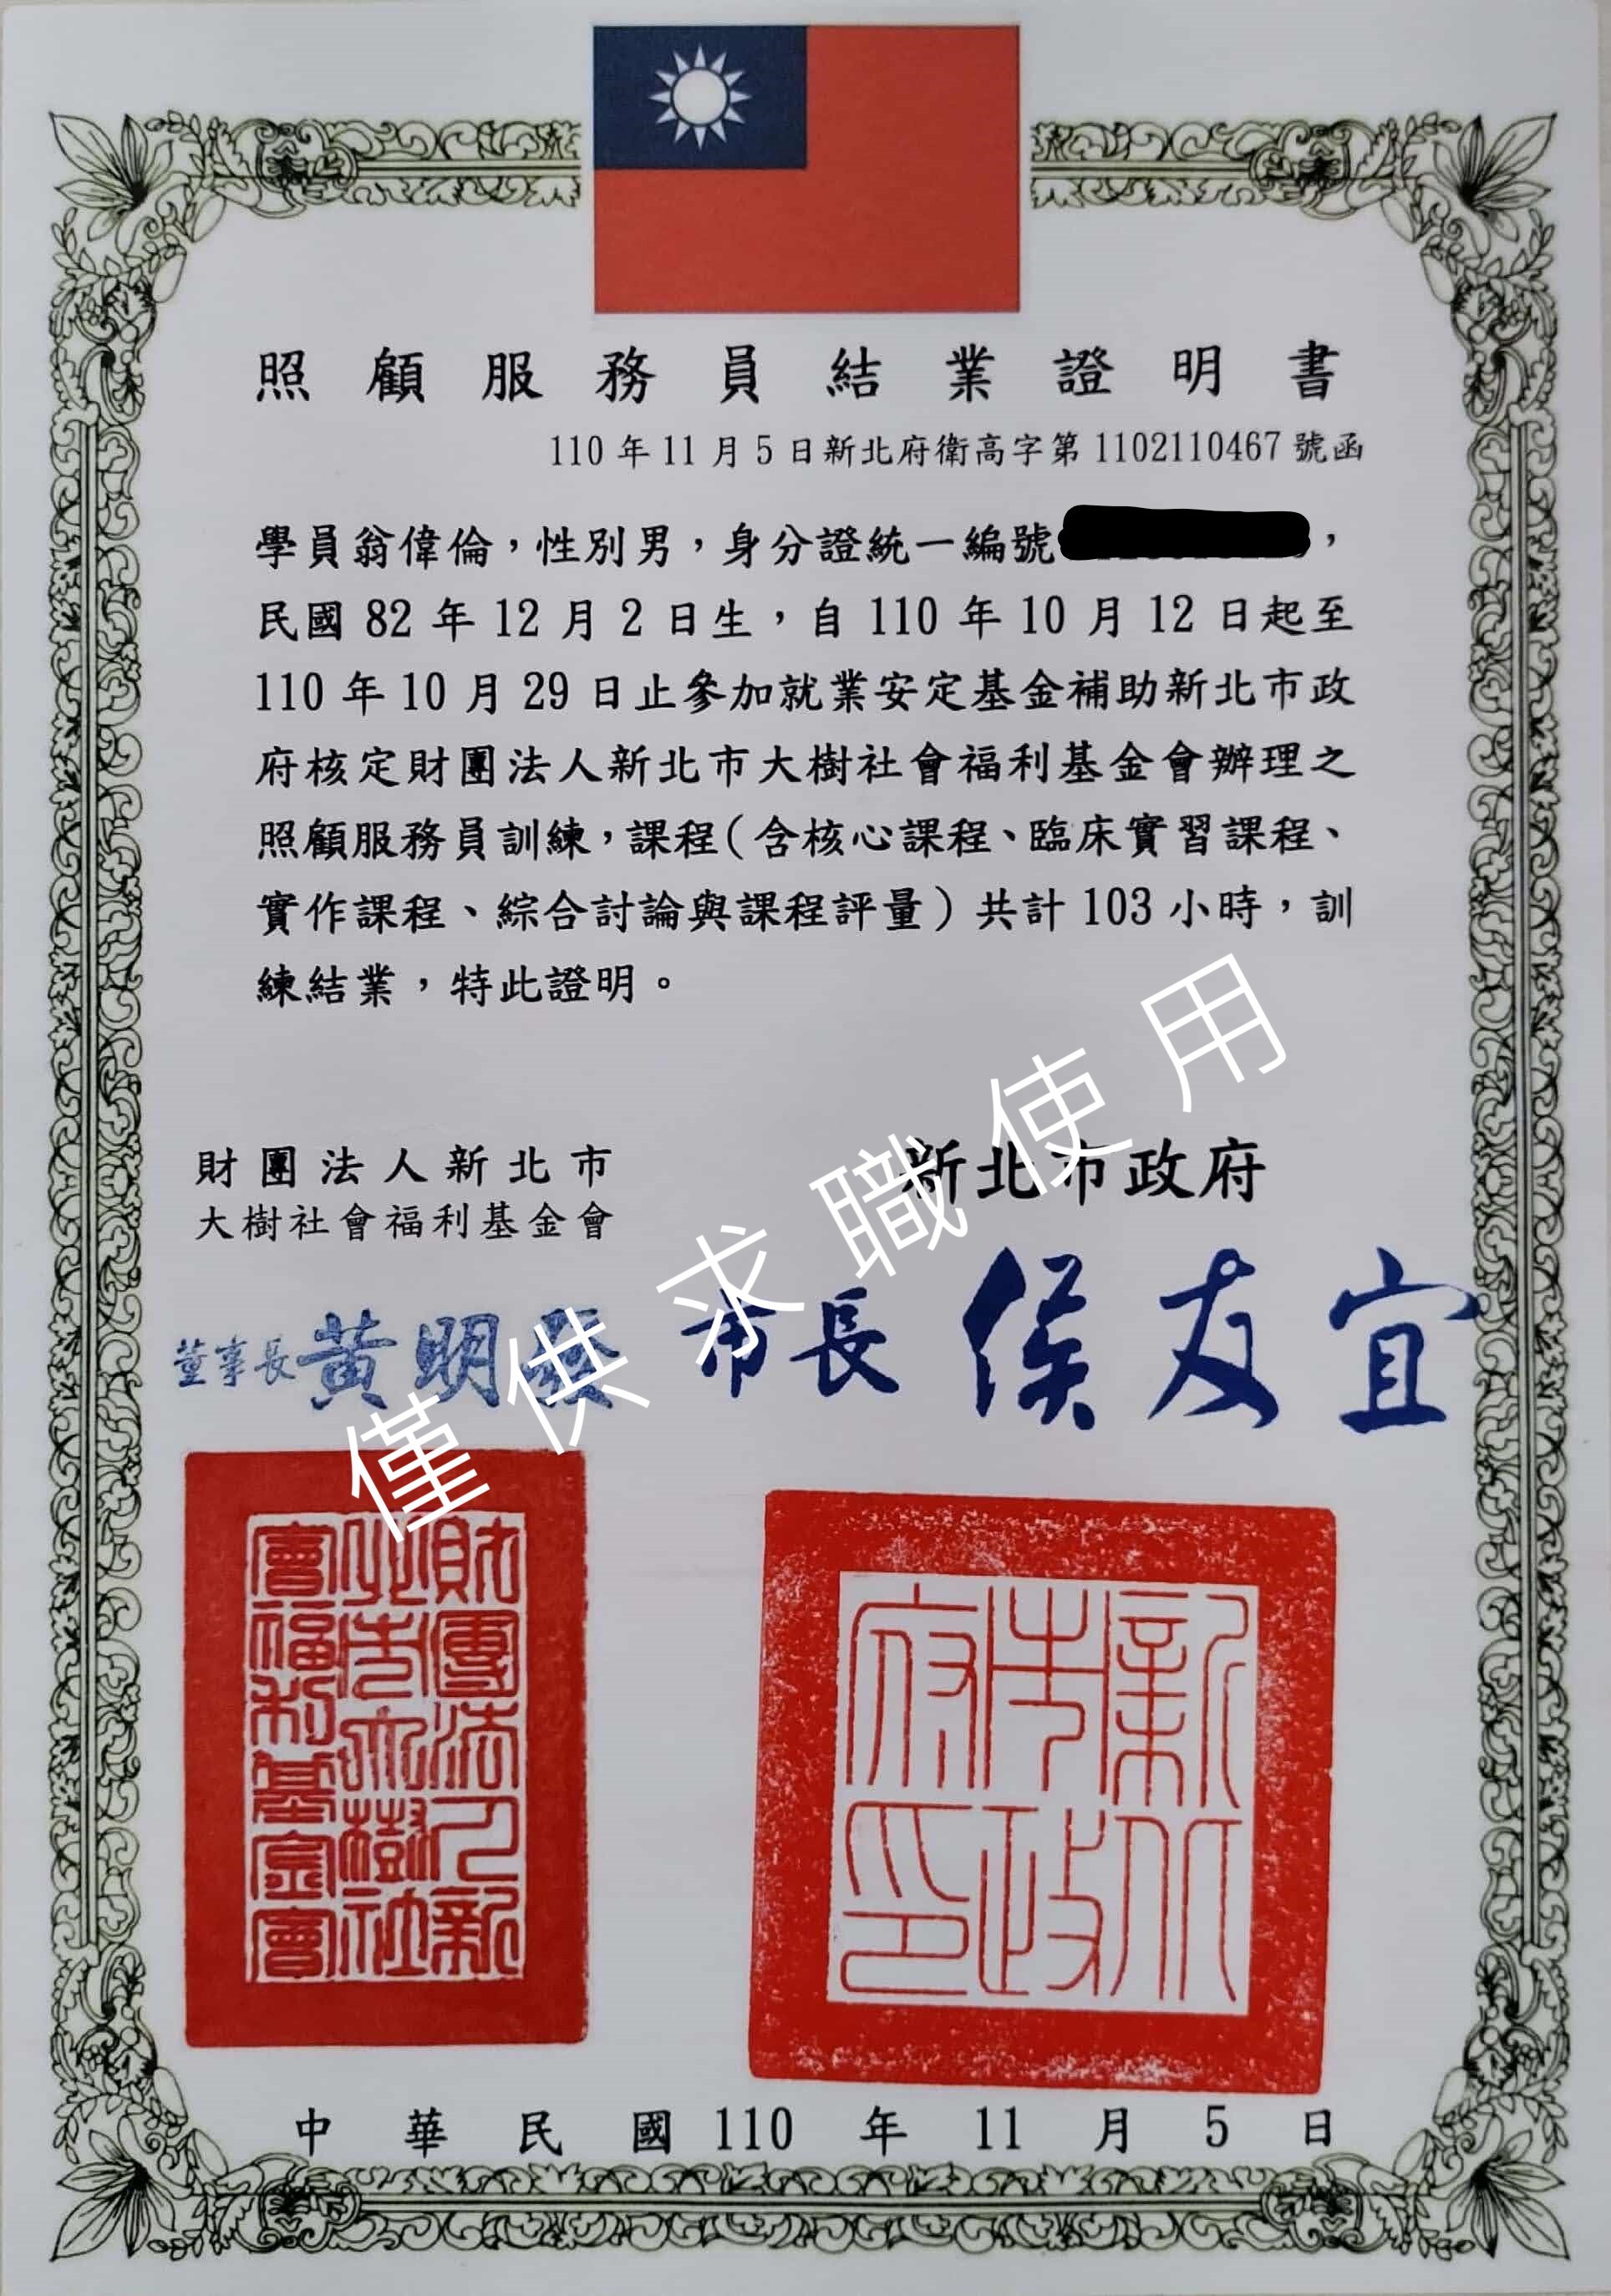 照顧服務員結業證明書
110年11月5日新北府衛高字第1102110467號函
學員翁偉倫，性別男，身分證統一編號
，
民國82年12月2日生，自110年10月12日起至
110年10月29日止參加就業安定基金補助新北市政
府核定財團法人新北市大樹社會福利基金會辦理之
照顧服務員訓練，課程（含核心課程、臨床實習課程、
實作課程、綜合討論與課程評量）共計103小時，訓
練結業，特此證明。
財團法人新北市
大樹社會福利基金會
新北市政府
董事長黃明發
市長侯友宜
僅供求職使用
財團法人新
北市大樹社
會福利基金會
新北
市政
府印
中華民國110年11月5日